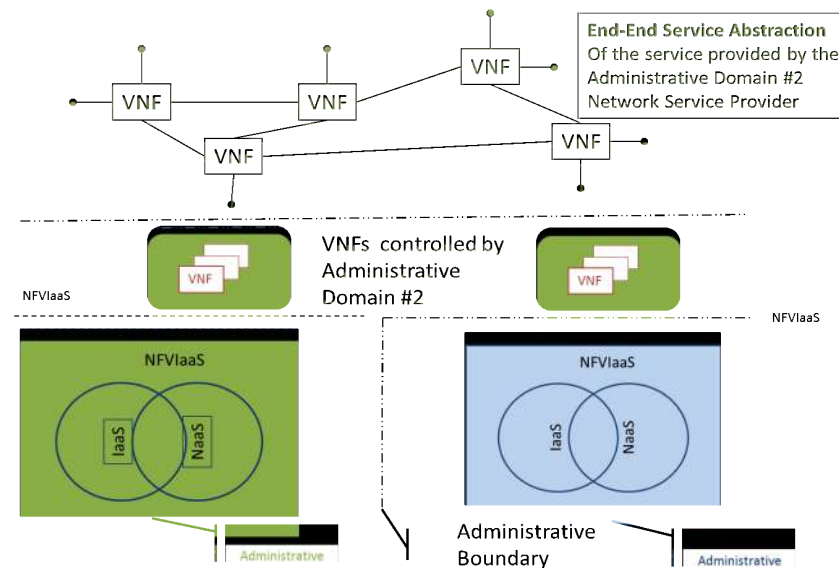 End-End Service Abstraction
Of the service provided by the
Administrative Domain #2
Network Service Provider
VNF
VNF
VNF
VNF
VNF
VNFs controlled by
Administrative
Domain #2
VNF
VNF
NFVIaaS
NFVIaaS
NFVIaaS
IaaS
NaaS
NFVIaaS
IaaS
NaaS
Administrative
Boundary
Administrative
Administrative